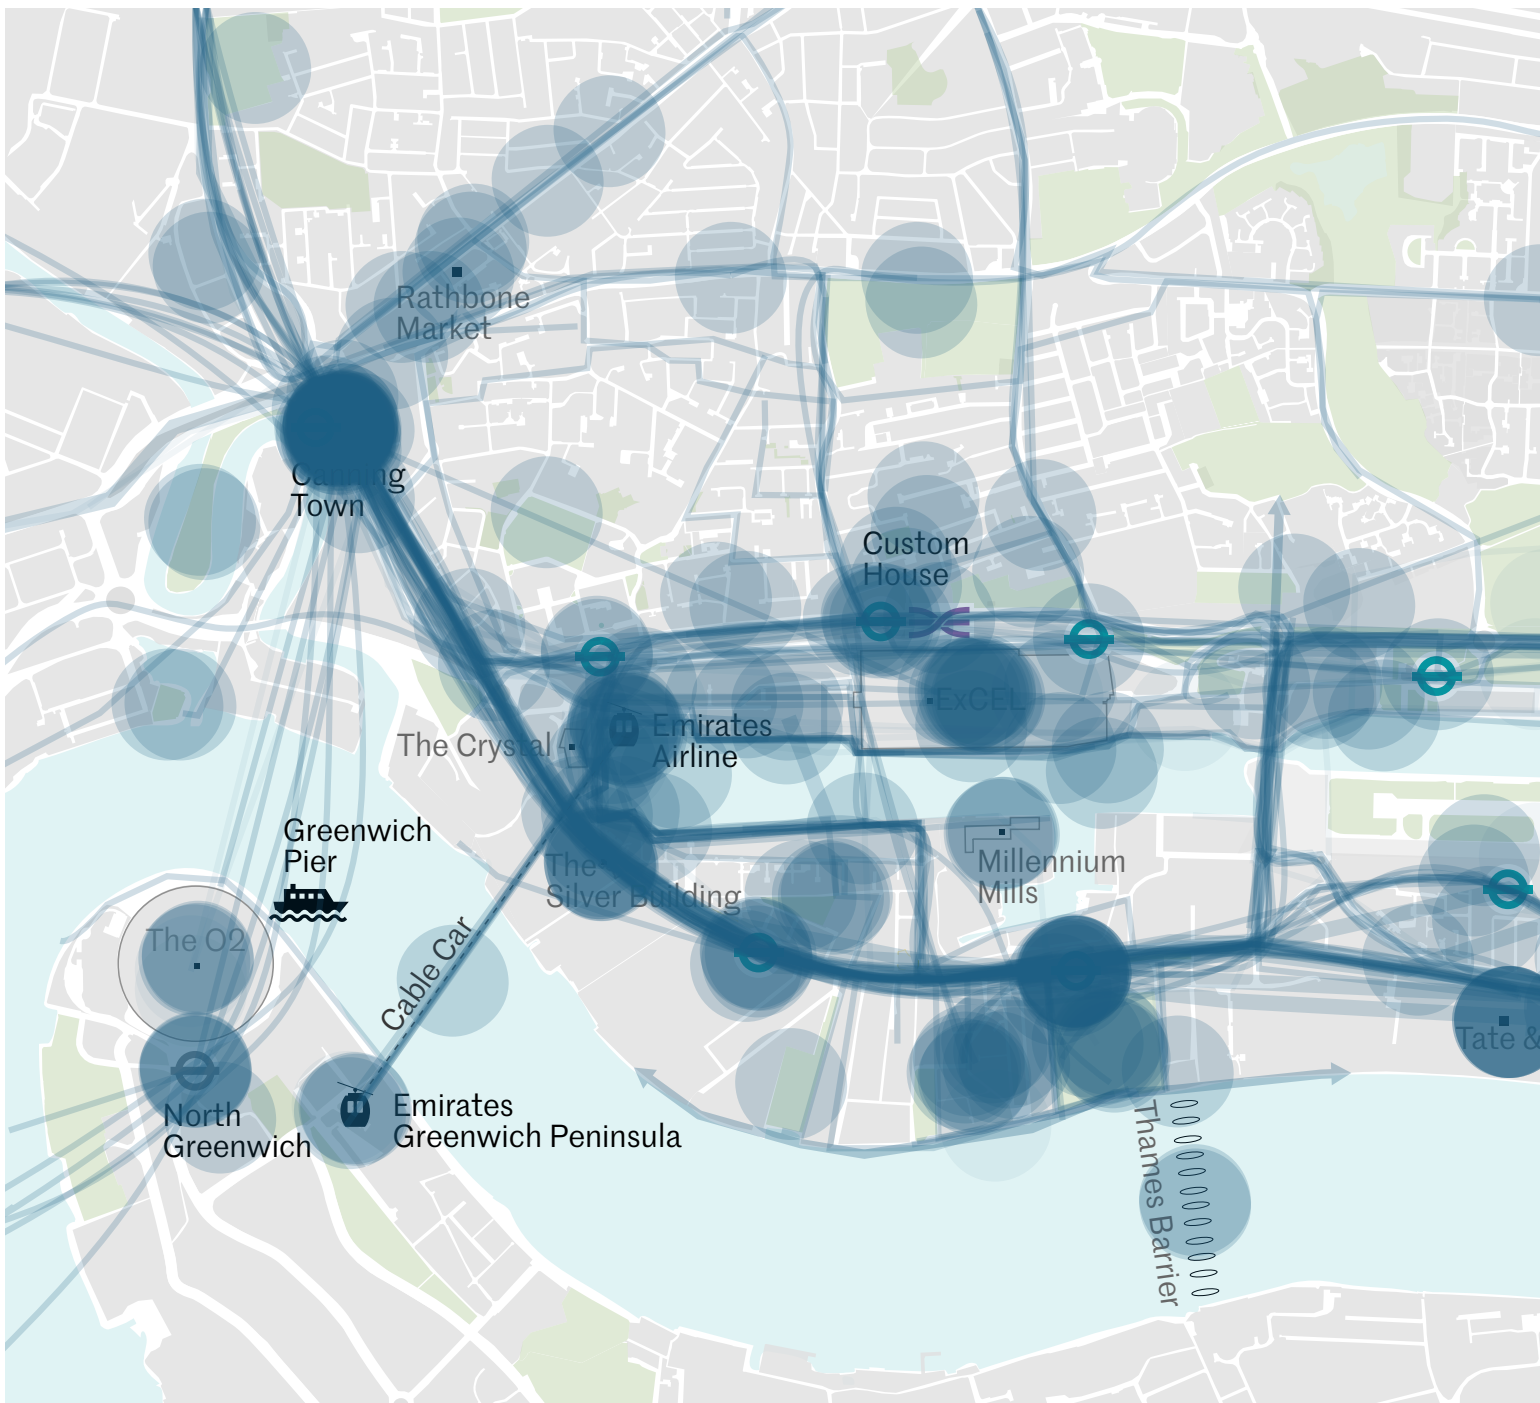 Rathbone
Market
Canning
Town
Custom
House
ExCEL
Emirates
Airline
The Crystal
Greenwich
Pier
The
Silver Building
Millennium
Mills
The O2
Cable Car
Tate &
North
Greenwich
Emirates
Greenwich Peninsula
Thames Barrier